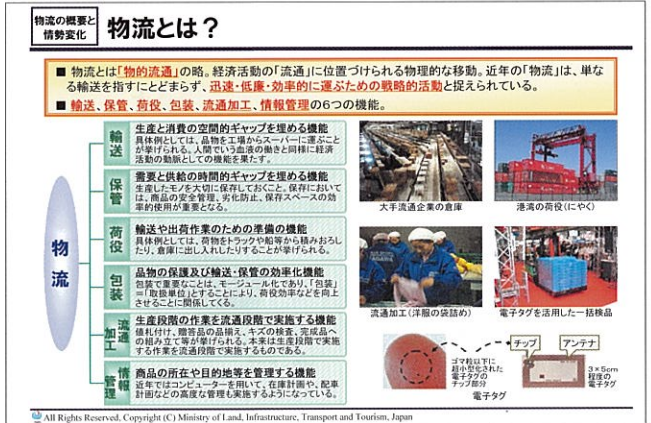 物流の概要と
情勢変化
物流とは？
■ 物流とは「物的流通」の略。経済活動の「流通」に位置づけられる物理的な移動。近年の「物流」は、単な
る輸送を指すにとどまらず、迅速・低廉・効率的に運ぶための戦略的活動と捉えられている。
■ 輸送、保管、荷役、包装、流通加工、情報管理の6つの機能。
物流
輸送
生産と消費の空間的ギャップを埋める機能
具体例としては、品物を工場からスーパーに運ぶこと
が挙げられる。人間でいう血液の働きと同様に経済
活動の動脈としての機能を果たす。
保管
需要と供給の時間的ギャップを埋める機能
生産したモノを大切に保存しておくこと。保存において
は、商品の安全管理、劣化防止、保存スペースの効
率的使用が重要となる。
荷役
輸送や出荷作業のための準備の機能
具体例としては、荷物をトラックや船等から積みおろし
たり、倉庫に出し入れしたりすることが挙げられる。
包装
品物の保護及び輸送・保管の効率化機能
包装で重要なことは、モージュール化であり、「包装」
＝「取扱単位」とすることにより、荷役効率などを向上
させることに関係してくる。
流通加工
生産段階の作業を流通段階で実施する機能
値札付け、贈答品の品揃え、キズの検査、完成品へ
の組み立て等が挙げられる。本来は生産段階で実施
する作業を流通段階で実施するものである。
情報管理
商品の所在や目的地等を管理する機能
近年ではコンピューターを用いて、在庫計画や、配車
計画などの高度な管理も実施するようになっている。
大手流通企業の倉庫
港湾の荷役(にやく)
流通加工(洋服の袋詰め)
電子タグを活用した一括検品
ゴマ粒以下に
超小型化された
電子タグの
チップ部分
チップ
アンテナ
3×5cm
程度の
電子タグ
電子タグ
All Rights Reserved, Copyright (C) Ministry of Land, Infrastructure, Transport and Tourism, Japan